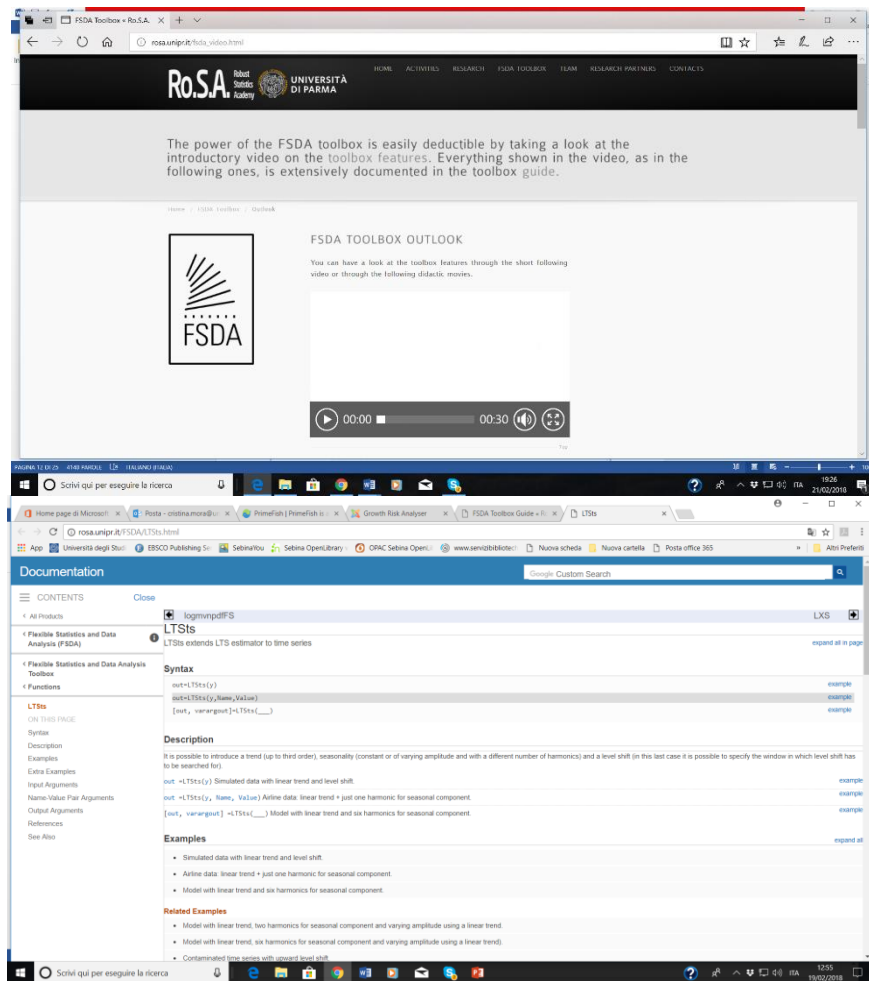 FSDA Toolbox « Ro.S.A.
rosa.unipr.it/fsda_video.html
Ro.S.A. Robust Statistics Academy UNIVERSITÀ DI PARMA
HOME ACTIVITIES RESEARCH FSDA TOOLBOX TEAM RESEARCH PARTNERS CONTACTS
The power of the FSDA toolbox is easily deductible by taking a look at the
introductory video on the toolbox features. Everything shown in the video, as in the
following ones, is extensively documented in the toolbox guide.
Home / FSDA Toolbox / Outlook
FSDA
FSDA TOOLBOX OUTLOOK
You can have a look at the toolbox features through the short following
video or through the following didactic movies.
00:00 00:30
Top
PAGINA 12 DI 25 4140 PAROLE ITALIANO (ITALIA)
Scrivi qui per eseguire la ricerca
ITA 19:26
21/02/2018
Home page di Microsoft Posta - cristina.mora@u PrimeFish | PrimeFish is Growth Risk Analyser FSDA Toolbox Guide « R LTSts
rosa.unipr.it/FSDA/LTSts.html
App Università degli Studi EBSCO Publishing Se SebinaYou Sebina OpenLibrary OPAC Sebina OpenLi www.servizibibliotech Nuova scheda Nuova cartella Posta office 365 » Altri Preferiti
Documentation
Google Custom Search
CONTENTS Close
All Products
Flexible Statistics and Data
Analysis (FSDA)
Flexible Statistics and Data Analysis
Toolbox
Functions
LTSts
ON THIS PAGE
Syntax
Description
Examples
Extra Examples
Input Arguments
Name-Value Pair Arguments
Output Arguments
References
See Also
logmvnpdfFS LXS
LTSts
LTSts extends LTS estimator to time series expand all in page
Syntax
out=LTSts(y) example
out=LTSts(y,Name,Value) example
[out, varargout]=LTSts(___) example
Description
It is possible to introduce a trend (up to third order), seasonality (constant or of varying amplitude and with a different number of harmonics) and a level shift (in this last case it is possible to specify the window in which level shift has
to be searched for).
out =LTSts(y) Simulated data with linear trend and level shift. example
out =LTSts(y, Name, Value) Airline data: linear trend + just one harmonic for seasonal component. example
[out, varargout] =LTSts(___) Model with linear trend and six harmonics for seasonal component. example
Examples expand all
• Simulated data with linear trend and level shift.
• Airline data: linear trend + just one harmonic for seasonal component.
• Model with linear trend and six harmonics for seasonal component.
Related Examples
• Model with linear trend, two harmonics for seasonal component and varying amplitude using a linear trend.
• Model with linear trend, six harmonics for seasonal component and varying amplitude using a linear trend).
• Contaminated time series with upward level shift.
Scrivi qui per eseguire la ricerca
ITA 12:55
19/02/2018